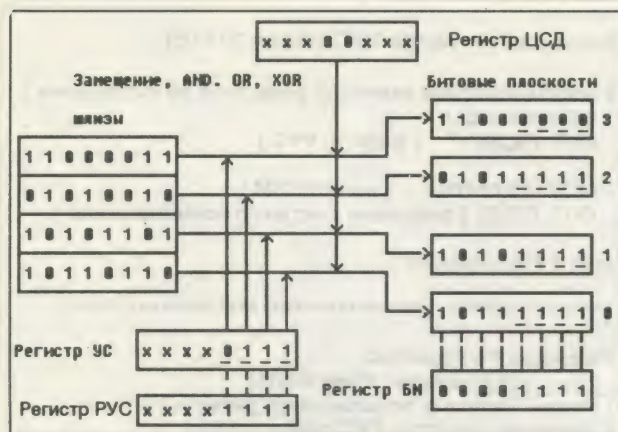 x x x 0 0 x x x Регистр ЦСД
Замещение, AND. OR, XOR
Битовые плоскости
шлюзы
1 1 0 0 0 0 0 0 3
1 1 0 0 0 0 1 1
0 1 0 1 1 1 1 1 2
0 1 0 1 0 0 1 0
1 0 1 0 1 1 0 1
1 0 1 0 1 1 1 1 1
1 0 1 1 0 1 1 0
1 0 1 1 1 1 1 1 0
Регистр УС x x x x 0 1 1 1
Регистр БМ 0 0 0 0 1 1 1 1
Регистр РУС x x x x 1 1 1 1